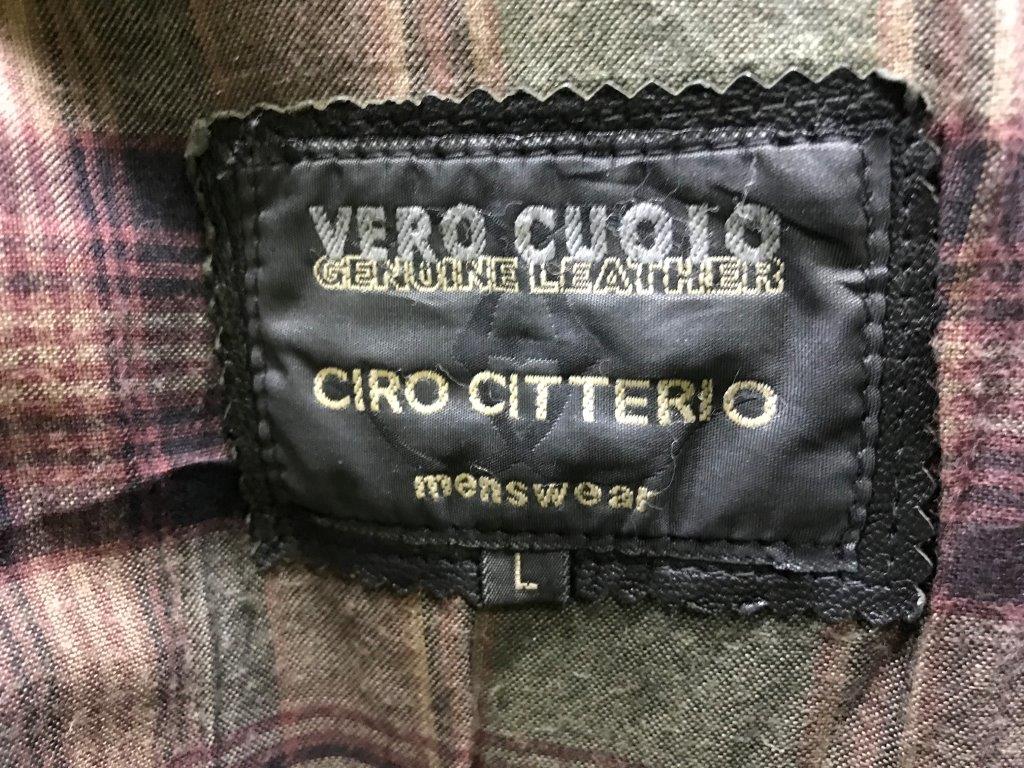 VERO CUOIO
GENUINE LEATHER
CIRO CITTERIO
menswear
L